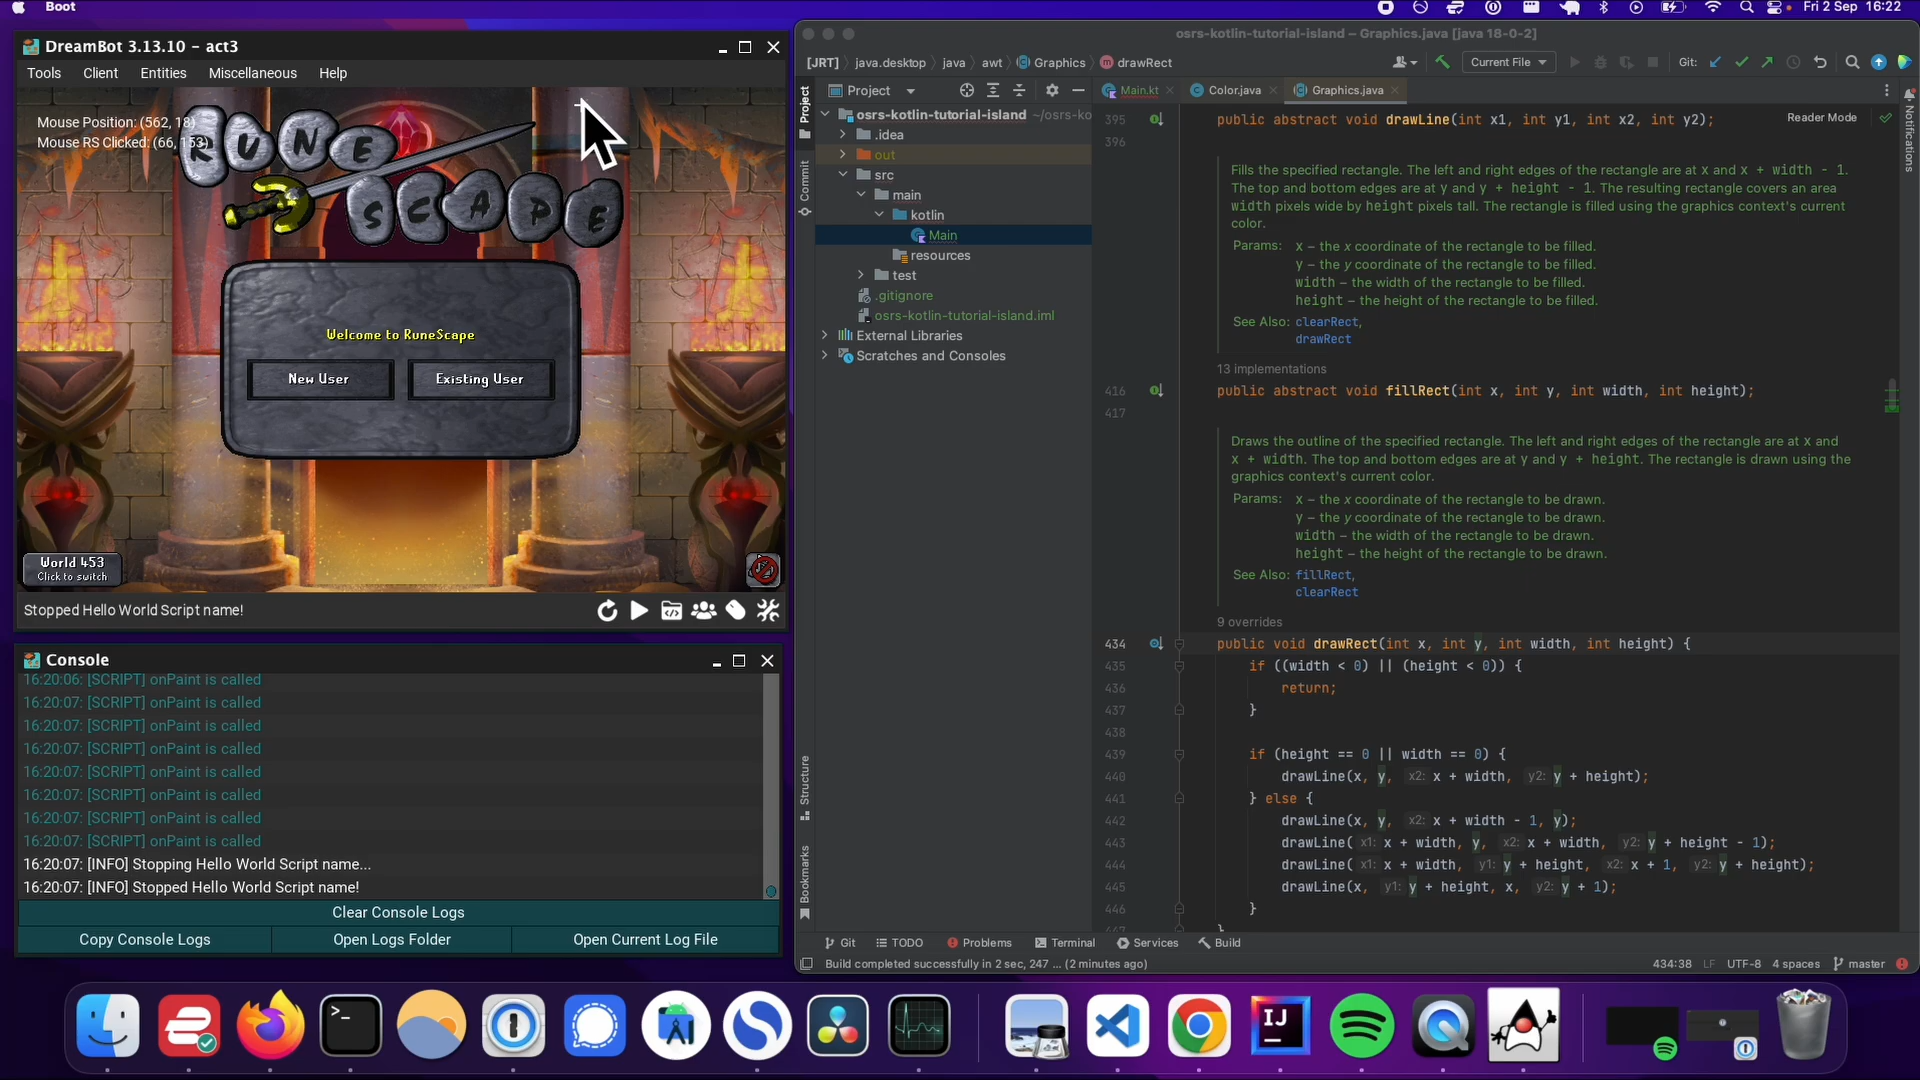 Boot
Fri 2 Sep 16:22
DreamBot 3.13.10 - act3
Tools Client Entities Miscellaneous Help
Mouse Position: (562, 18)
Mouse RS Clicked: (66, 153)
RUNE
SCAPE
Welcome to RuneScape
New User Existing User
World 453
Click to switch
Stopped Hello World Script name!
Console
16:20:06: [SCRIPT] onPaint is called
16:20:07: [SCRIPT] onPaint is called
16:20:07: [SCRIPT] onPaint is called
16:20:07: [SCRIPT] onPaint is called
16:20:07: [SCRIPT] onPaint is called
16:20:07: [SCRIPT] onPaint is called
16:20:07: [SCRIPT] onPaint is called
16:20:07: [SCRIPT] onPaint is called
16:20:07: [INFO] Stopping Hello World Script name...
16:20:07: [INFO] Stopped Hello World Script name!
Clear Console Logs
Copy Console Logs Open Logs Folder Open Current Log File
osrs-kotlin-tutorial-island – Graphics.java [java 18-0-2]
[JRT] java.desktop java awt Graphics drawRect
Current File
Git:
Project
Commit
Structure
Bookmarks
Notifications
Project
osrs-kotlin-tutorial-island ~/osrs-ko
.idea
out
src
main
kotlin
Main
resources
test
.gitignore
osrs-kotlin-tutorial-island.iml
External Libraries
Scratches and Consoles
Main.kt Color.java Graphics.java
Reader Mode
395 public abstract void drawLine(int x1, int y1, int x2, int y2);
396
Fills the specified rectangle. The left and right edges of the rectangle are at x and x + width - 1.
The top and bottom edges are at y and y + height - 1. The resulting rectangle covers an area
width pixels wide by height pixels tall. The rectangle is filled using the graphics context's current
color.
Params: x – the x coordinate of the rectangle to be filled.
y – the y coordinate of the rectangle to be filled.
width – the width of the rectangle to be filled.
height – the height of the rectangle to be filled.
See Also: clearRect,
drawRect
13 implementations
416 public abstract void fillRect(int x, int y, int width, int height);
417
Draws the outline of the specified rectangle. The left and right edges of the rectangle are at x and
x + width. The top and bottom edges are at y and y + height. The rectangle is drawn using the
graphics context's current color.
Params: x – the x coordinate of the rectangle to be drawn.
y – the y coordinate of the rectangle to be drawn.
width – the width of the rectangle to be drawn.
height – the height of the rectangle to be drawn.
See Also: fillRect,
clearRect
9 overrides
434 public void drawRect(int x, int y, int width, int height) {
435 if ((width < 0) || (height < 0)) {
436 return;
437 }
438
439 if (height == 0 || width == 0) {
440 drawLine(x, y, x2: x + width, y2: y + height);
441 } else {
442 drawLine(x, y, x2: x + width - 1, y);
443 drawLine( x1: x + width, y, x2: x + width, y2: y + height - 1);
444 drawLine( x1: x + width, y1: y + height, x2: x + 1, y2: y + height);
445 drawLine(x, y1: y + height, x, y2: y + 1);
446 }
447 }
Git TODO Problems Terminal Services Build
Build completed successfully in 2 sec, 247 ... (2 minutes ago)
434:38 LF UTF-8 4 spaces master
IJ